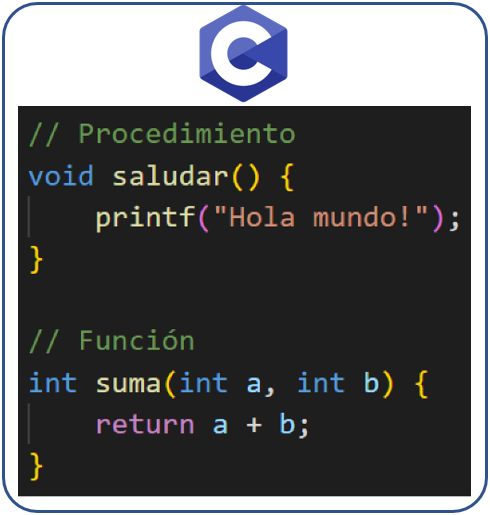 C
// Procedimiento
void saludar() {
    printf("Hola mundo!");
}

// Función
int suma(int a, int b) {
    return a + b;
}